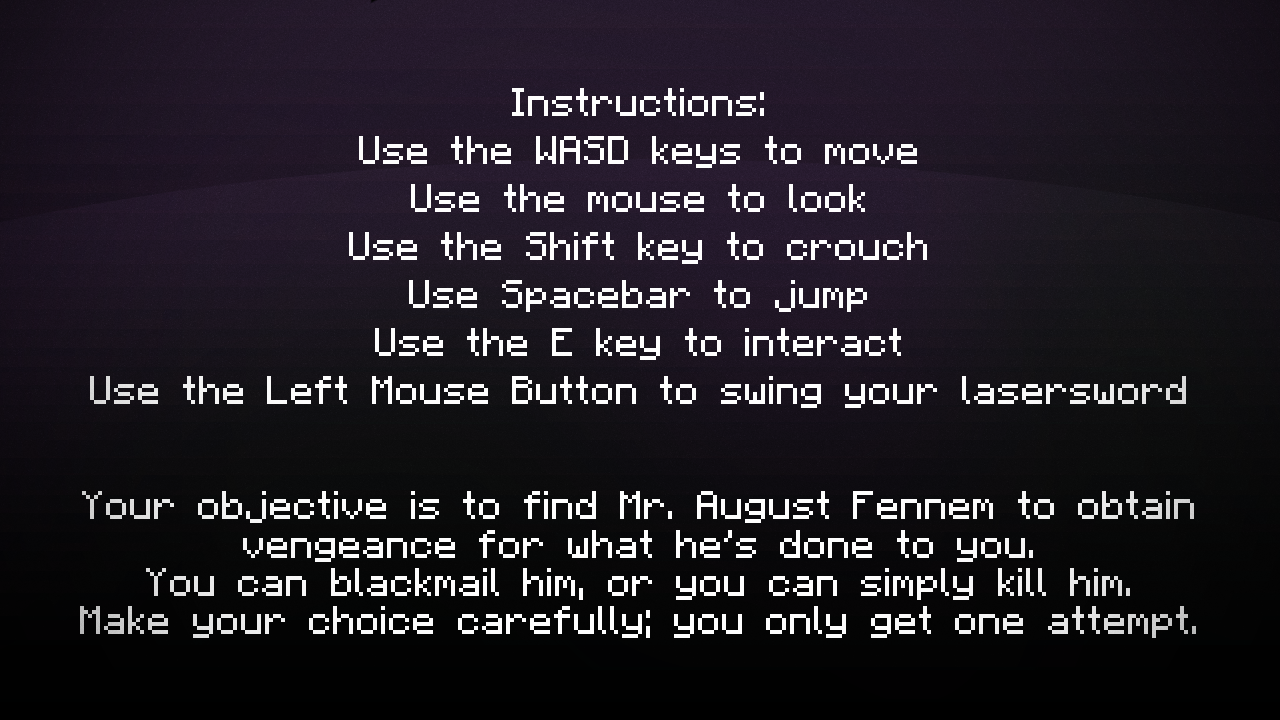 Instructions:
Use the WASD keys to move
Use the mouse to look
Use the Shift key to crouch
Use Spacebar to jump
Use the E key to interact
Use the Left Mouse Button to swing your lasersword
Your objective is to find Mr. August Fennem to obtain
vengeance for what he's done to you.
You can blackmail him, or you can simply kill him.
Make your choice carefully; you only get one attempt.